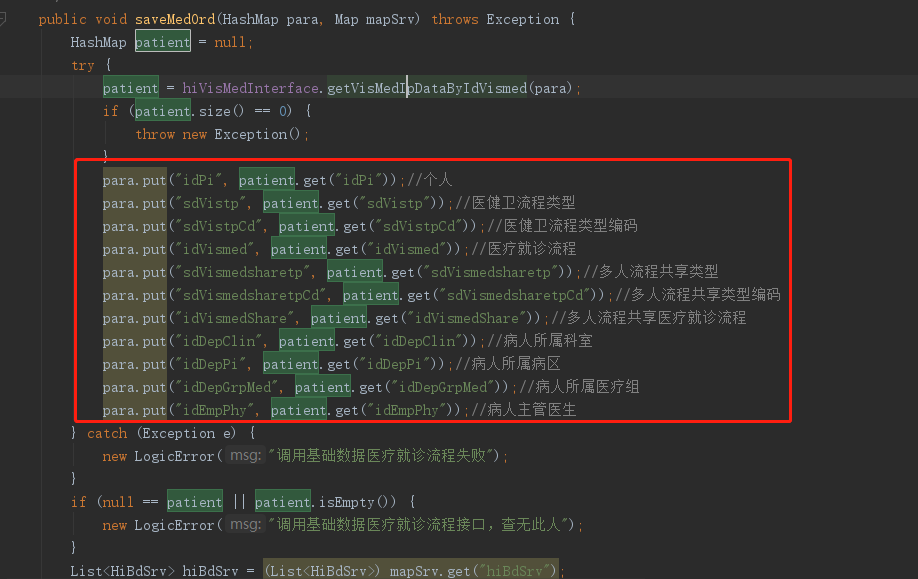 public void saveMedOrd(HashMap para, Map mapSrv) throws Exception {
HashMap patient = null;
try {
patient = hiVisMedInterface.getVisMedIpDataByIdVismed(para);
if (patient.size() == 0) {
throw new Exception();
}
para.put("idPi", patient.get("idPi"));//个人
para.put("sdVistp", patient.get("sdVistp"));//医健卫流程类型
para.put("sdVistpCd", patient.get("sdVistpCd"));//医健卫流程类型编码
para.put("idVismed", patient.get("idVismed"));//医疗就诊流程
para.put("sdVismedsharetp", patient.get("sdVismedsharetp"));//多人流程共享类型
para.put("sdVismedsharetpCd", patient.get("sdVismedsharetpCd"));//多人流程共享类型编码
para.put("idVismedShare", patient.get("idVismedShare"));//多人流程共享医疗就诊流程
para.put("idDepClin", patient.get("idDepClin"));//病人所属科室
para.put("idDepPi", patient.get("idDepPi"));//病人所属病区
para.put("idDepGrpMed", patient.get("idDepGrpMed"));//病人所属医疗组
para.put("idEmpPhy", patient.get("idEmpPhy"));//病人主管医生
} catch (Exception e) {
new LogicError( msg: "调用基础数据医疗就诊流程失败");
}
if (null == patient || patient.isEmpty()) {
new LogicError( msg: "调用基础数据医疗就诊流程接口，查无此人");
}
List<HiBdSrv> hiBdSrv = (List<HiBdSrv>) mapSrv.get("hiBdSrv");